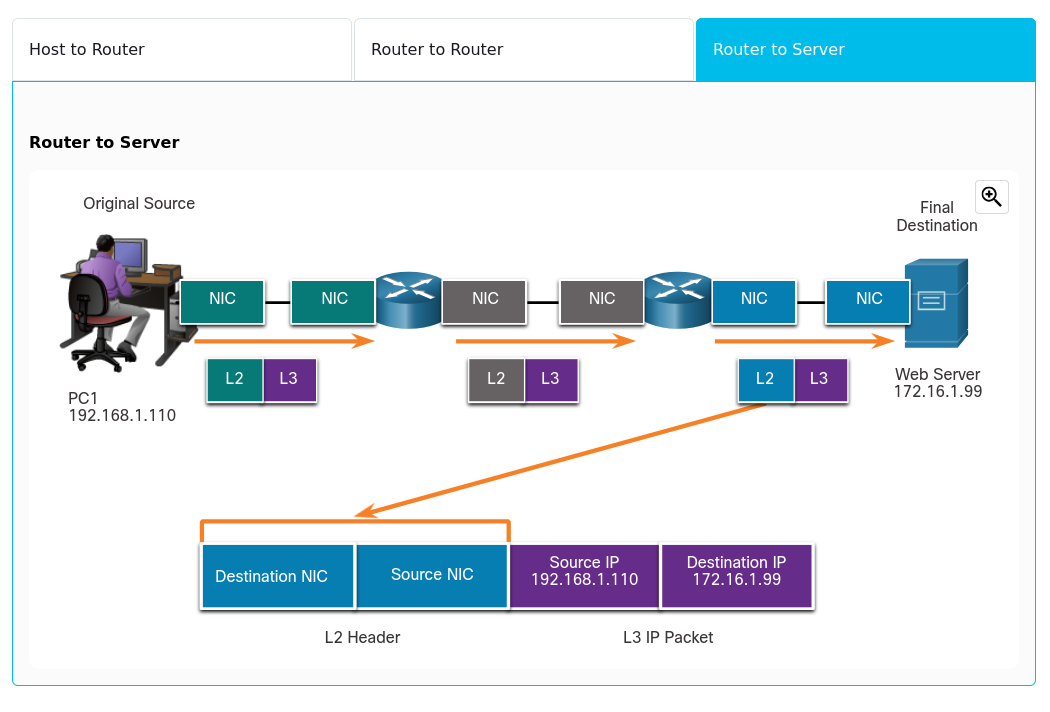 Host to Router
Router to Router
Router to Server
Router to Server
Original Source
Final
Destination
NIC
NIC
NIC
NIC
NIC
NIC
L2
L3
L2
L3
L2
L3
PC1
192.168.1.110
Web Server
172.16.1.99
Destination NIC
Source NIC
Source IP
192.168.1.110
Destination IP
172.16.1.99
L2 Header
L3 IP Packet